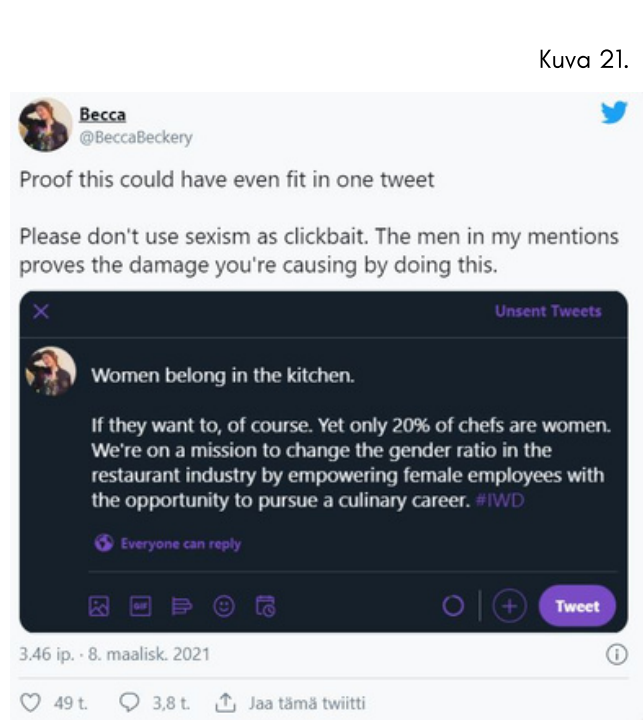 Kuva 21.
Becca
@BeccaBeckery
Proof this could have even fit in one tweet
Please don't use sexism as clickbait. The men in my mentions
proves the damage you're causing by doing this.
Unsent Tweets
Women belong in the kitchen.
If they want to, of course. Yet only 20% of chefs are women.
We're on a mission to change the gender ratio in the
restaurant industry by empowering female employees with
the opportunity to pursue a culinary career. #IWD
Everyone can reply
GIF
Tweet
3.46 ip. · 8. maalisk. 2021
49 t. 3,8 t. Jaa tämä twiitti